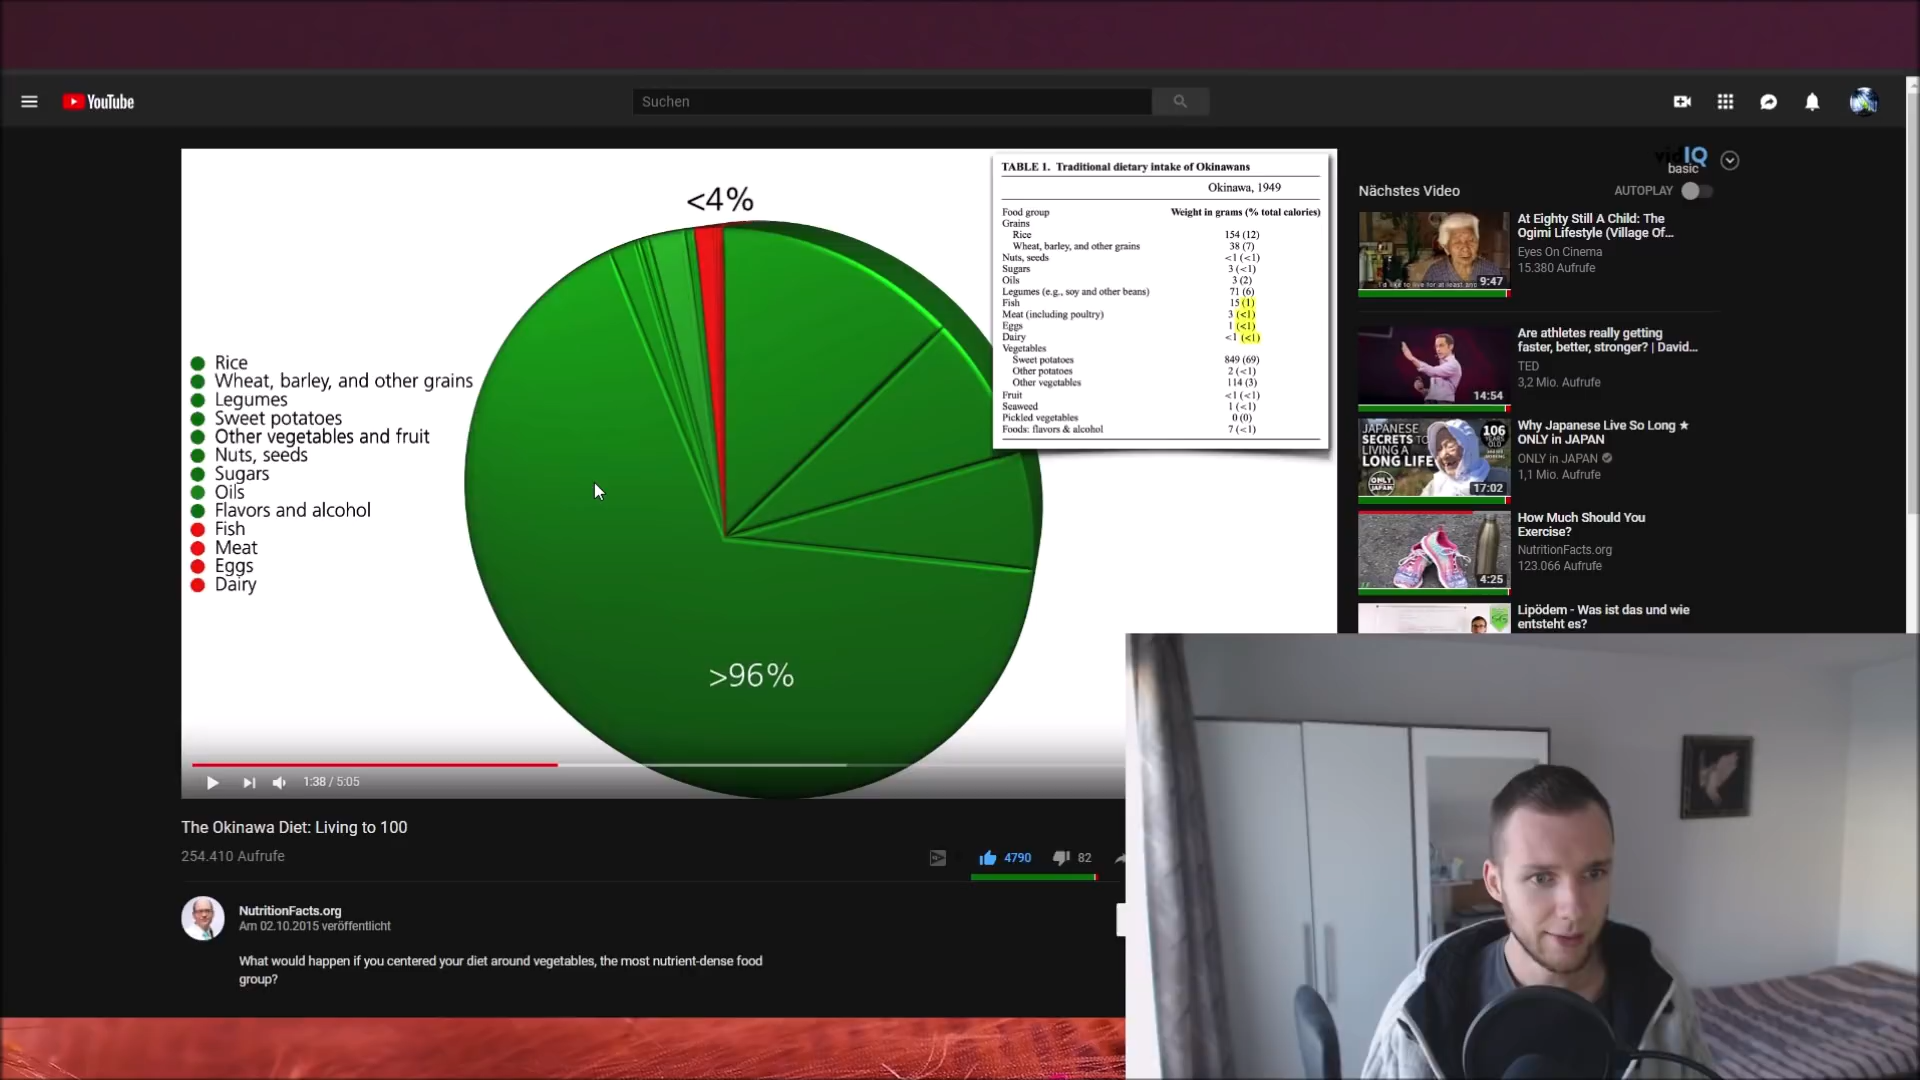 YouTube
Suchen
<4%
>96%
Rice
Wheat, barley, and other grains
Legumes
Sweet potatoes
Other vegetables and fruit
Nuts, seeds
Sugars
Oils
Flavors and alcohol
Fish
Meat
Eggs
Dairy
TABLE 1. Traditional dietary intake of Okinawans
Okinawa, 1949
Food group Weight in grams (% total calories)
Grains
Rice 154 (12)
Wheat, barley, and other grains 38 (7)
Nuts, seeds <1 (<1)
Sugars 3 (<1)
Oils 3 (2)
Legumes (e.g., soy and other beans) 71 (6)
Fish 15 (1)
Meat (including poultry) 3 (<1)
Eggs 1 (<1)
Dairy <1 (<1)
Vegetables
Sweet potatoes 849 (69)
Other potatoes 2 (<1)
Other vegetables 114 (3)
Fruit <1 (<1)
Seaweed 1 (<1)
Pickled vegetables 0 (0)
Foods: flavors & alcohol 7 (<1)
1:38 / 5:05
The Okinawa Diet: Living to 100
254.410 Aufrufe
4790
82
NutritionFacts.org
Am 02.10.2015 veröffentlicht
What would happen if you centered your diet around vegetables, the most nutrient-dense food
group?
vidIQ
basic
Nächstes Video
AUTOPLAY
9:47
At Eighty Still A Child: The
Ogimi Lifestyle (Village Of...
Eyes On Cinema
15.380 Aufrufe
14:54
Are athletes really getting
faster, better, stronger? | David...
TED
3,2 Mio. Aufrufe
JAPANESE
SECRETS TO
LIVING A
LONG LIFE
106
YEARS
OLD
ONLY
in
JAPAN
17:02
Why Japanese Live So Long ★
ONLY in JAPAN
ONLY in JAPAN
1,1 Mio. Aufrufe
4:25
How Much Should You
Exercise?
NutritionFacts.org
123.066 Aufrufe
Lipödem - Was ist das und wie
entsteht es?